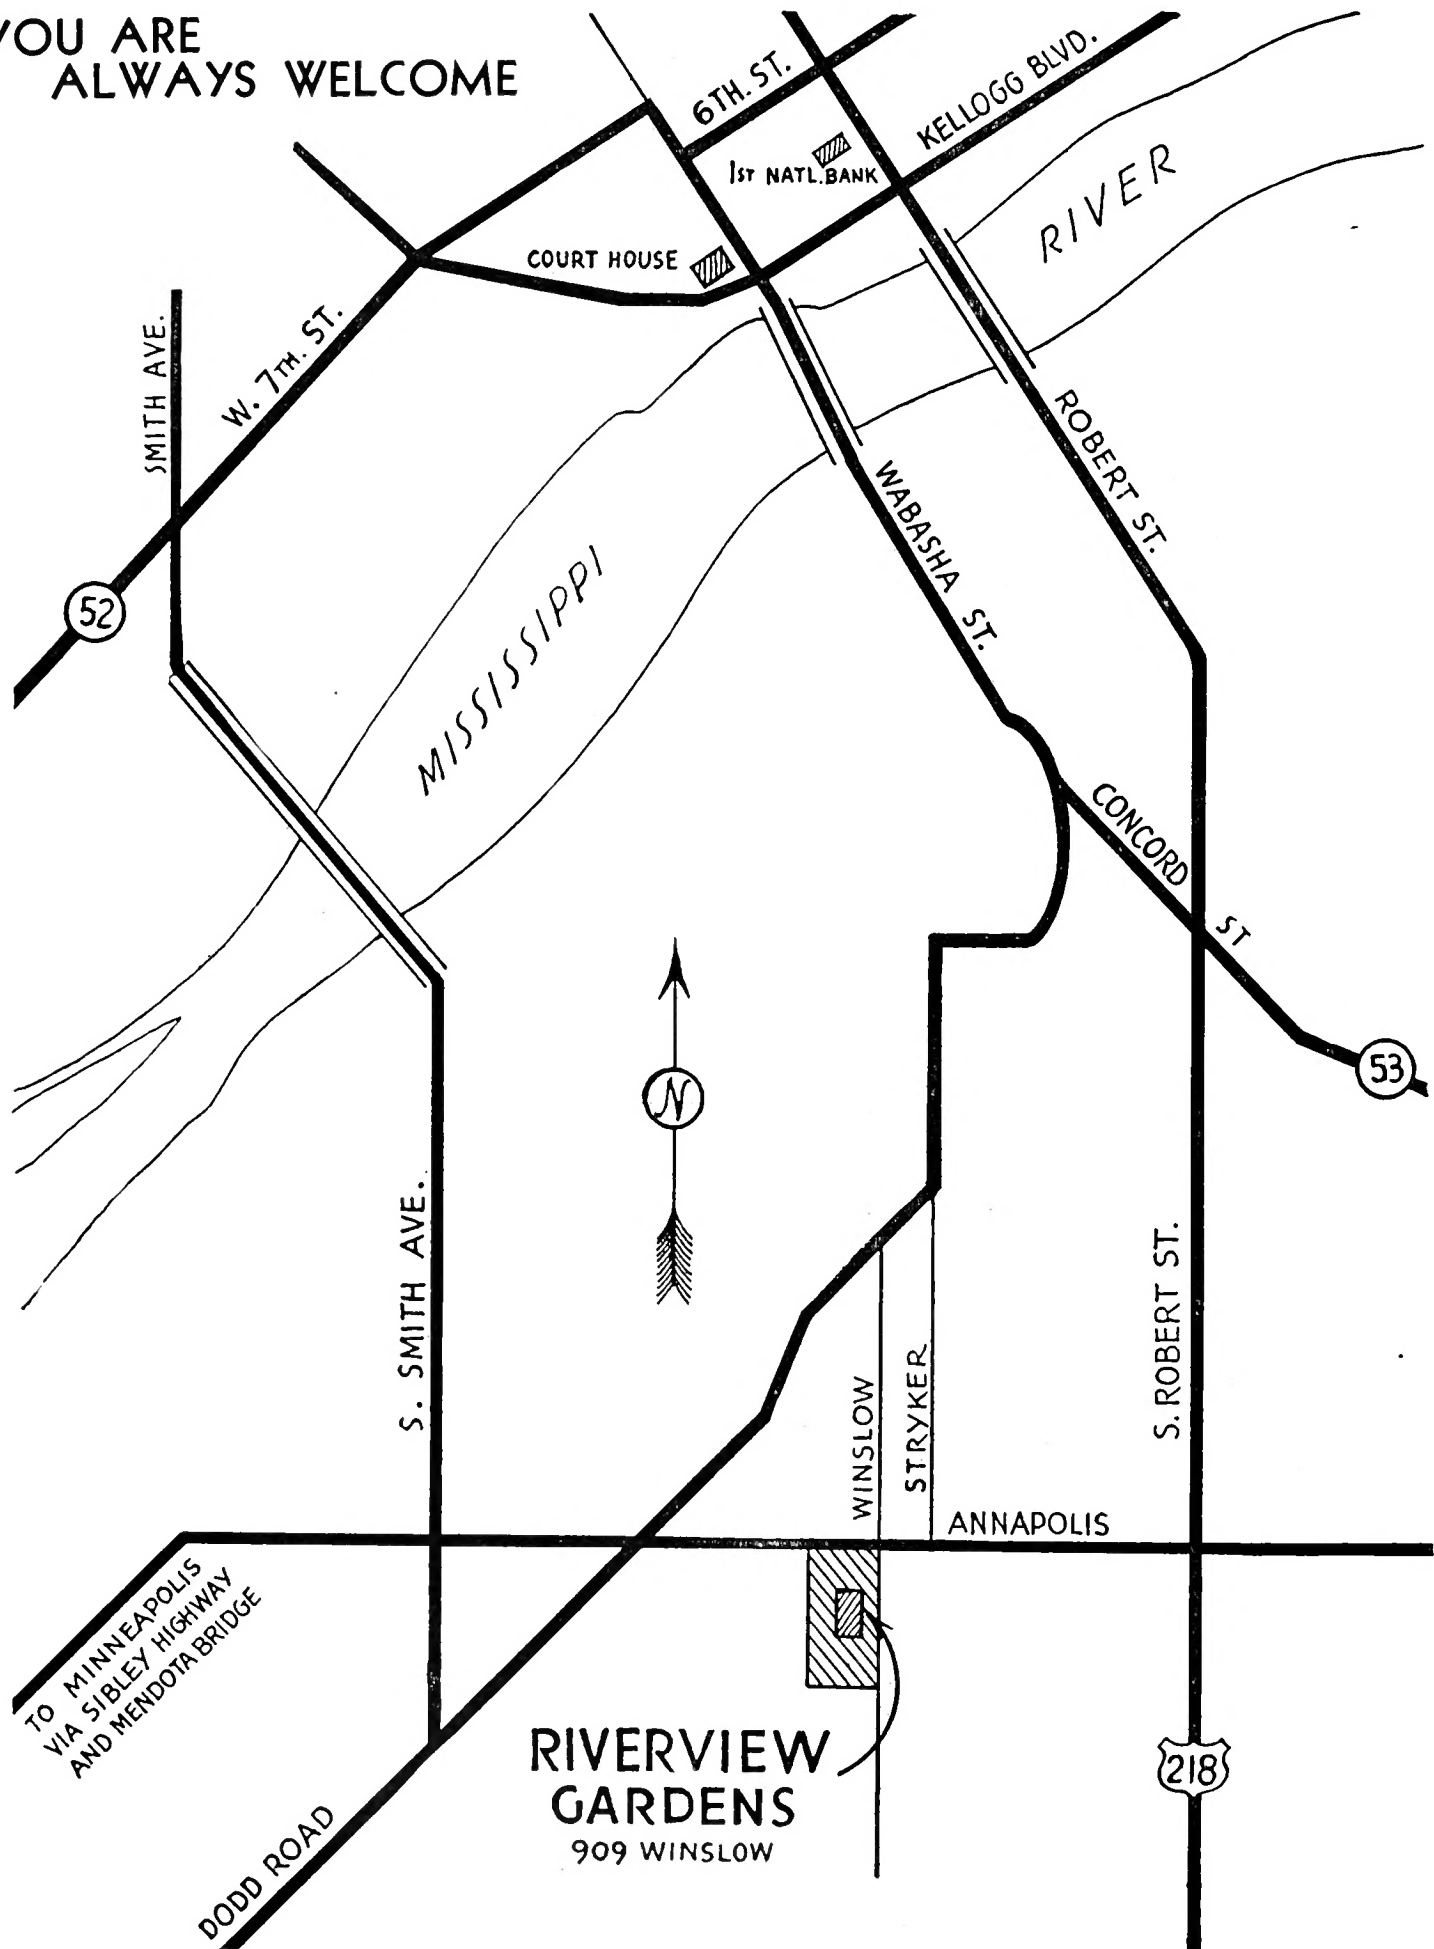 YOU ARE
ALWAYS WELCOME
6TH. ST.
KELLOGG BLVD.
1ST NATL. BANK
RIVER
COURT HOUSE
SMITH AVE.
W. 7TH. ST.
ROBERT ST.
WABASHA ST.
52
MISSISSIPPI
CONCORD ST
53
N
S. SMITH AVE.
S. ROBERT ST.
WINSLOW
STRYKER
ANNAPOLIS
TO MINNEAPOLIS
VIA SIBLEY HIGHWAY
AND MENDOTA BRIDGE
RIVERVIEW
GARDENS
909 WINSLOW
218
DODD ROAD